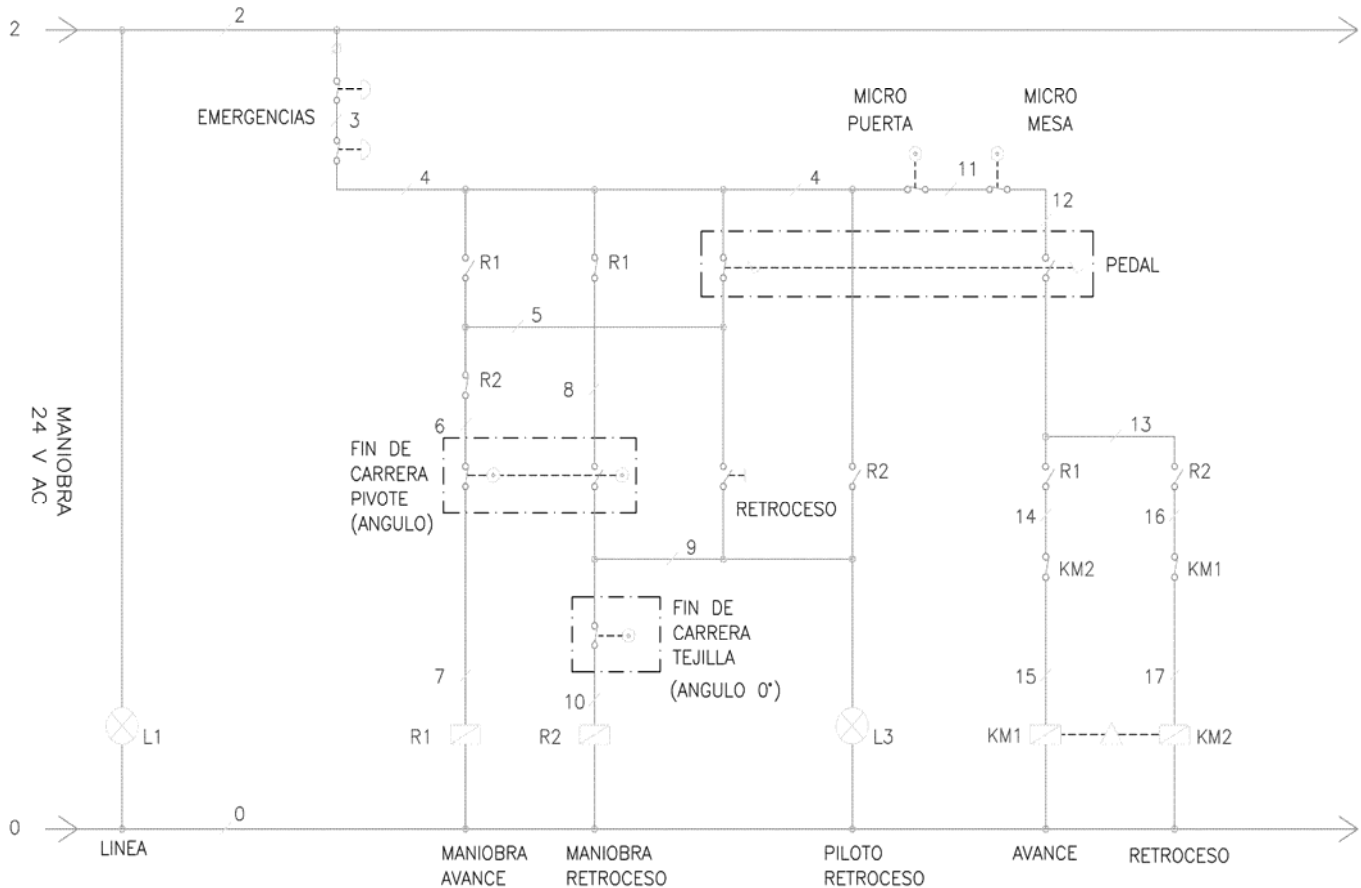 2
2
EMERGENCIAS
3
MICRO
PUERTA
MICRO
MESA
4
4
11
12
R1
R1
PEDAL
5
R2
8
6
13
FIN DE
CARRERA
PIVOTE
(ANGULO)
RETROCESO
R2
R1
R2
MANIOBRA
24 V AC
14
16
9
KM2
KM1
FIN DE
CARRERA
TEJILLA
(ANGULO 0°)
7
10
15
17
L1
R1
R2
L3
KM1
KM2
0
0
LINEA
MANIOBRA
AVANCE
MANIOBRA
RETROCESO
PILOTO
RETROCESO
AVANCE
RETROCESO